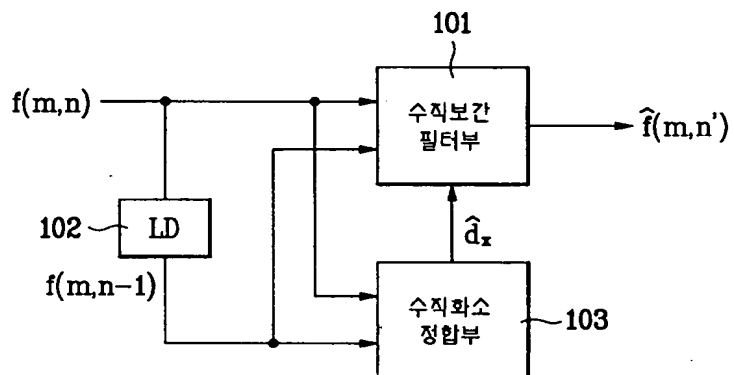 101
f(m,n)
수직보간
필터부
f̂(m,n')
102
LD
d̂x
f(m,n-1)
수직화소
정합부
103